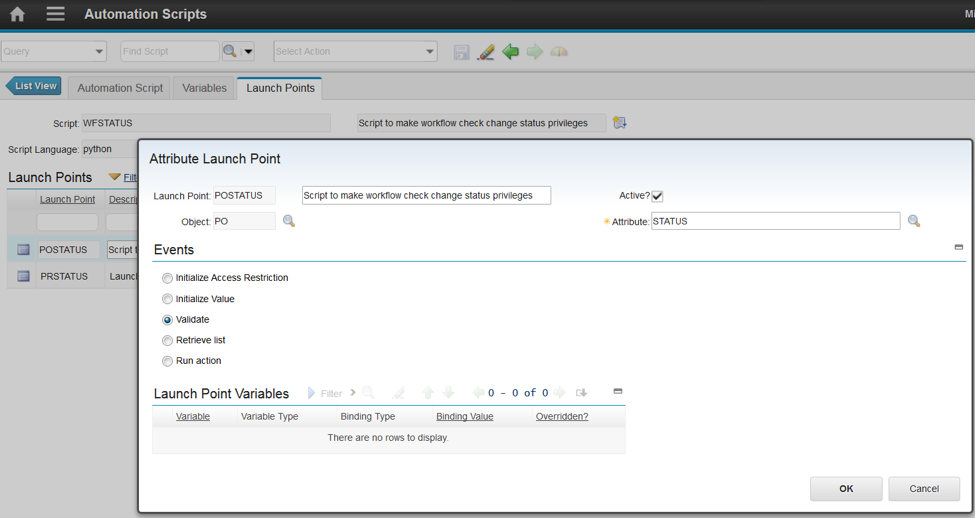 Automation Scripts
Mi
Query Find Script Select Action
List View Automation Script Variables Launch Points
Script: WFSTATUS Script to make workflow check change status privileges
Script Language: python
Launch Points Filt
Launch Point Descri
POSTATUS Script t
PRSTATUS Launch
Attribute Launch Point
Launch Point: POSTATUS Script to make workflow check change status privileges Active?
Object: PO Attribute: STATUS
Events
Initialize Access Restriction
Initialize Value
Validate
Retrieve list
Run action
Launch Point Variables Filter 0 - 0 of 0
Variable Variable Type Binding Type Binding Value Overridden?
There are no rows to display.
OK Cancel